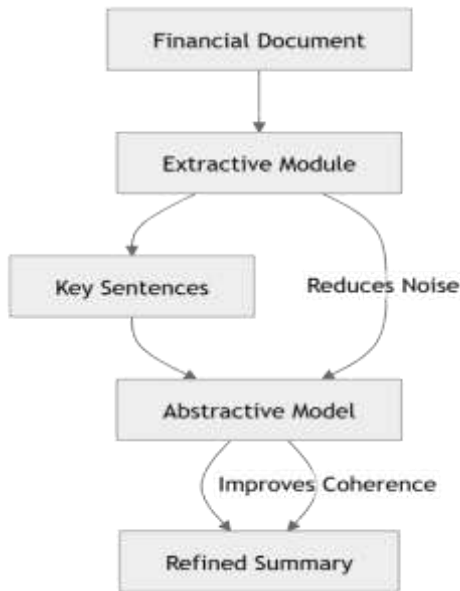 Financial Document
Extractive Module
Key Sentences
Reduces Noise
Abstractive Model
Improves Coherence
Refined Summary